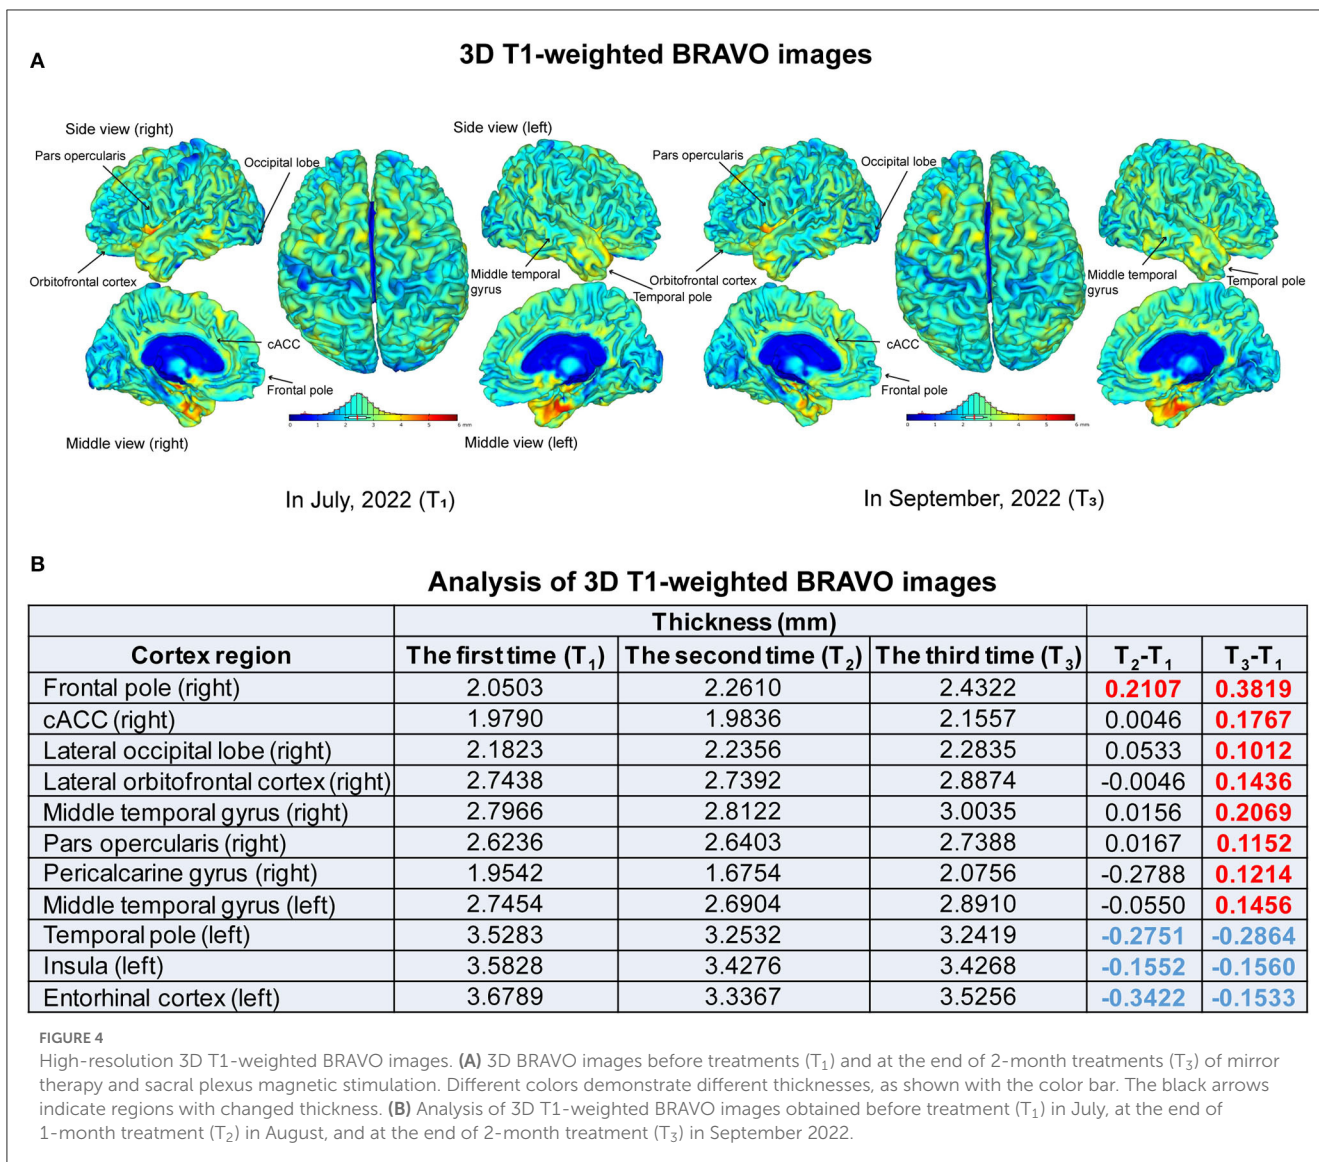 A
3D T1-weighted BRAVO images
Side view (right)
Side view (left)
Pars opercularis
Occipital lobe
Pars opercularis
Occipital lobe
Orbitofrontal cortex
Middle temporal gyrus
Temporal pole
Orbitofrontal cortex
Middle temporal gyrus
Temporal pole
cACC
cACC
Frontal pole
Frontal pole
0 1 2 3 4 5 6 mm
0 1 2 3 4 5 6 mm
Middle view (right)
Middle view (left)
In July, 2022 (T₁)
In September, 2022 (T₃)
B
Analysis of 3D T1-weighted BRAVO images
Thickness (mm)
Cortex region The first time (T₁) The second time (T₂) The third time (T₃) T₂-T₁ T₃-T₁
Frontal pole (right) 2.0503 2.2610 2.4322 0.2107 0.3819
cACC (right) 1.9790 1.9836 2.1557 0.0046 0.1767
Lateral occipital lobe (right) 2.1823 2.2356 2.2835 0.0533 0.1012
Lateral orbitofrontal cortex (right) 2.7438 2.7392 2.8874 -0.0046 0.1436
Middle temporal gyrus (right) 2.7966 2.8122 3.0035 0.0156 0.2069
Pars opercularis (right) 2.6236 2.6403 2.7388 0.0167 0.1152
Pericalcarine gyrus (right) 1.9542 1.6754 2.0756 -0.2788 0.1214
Middle temporal gyrus (left) 2.7454 2.6904 2.8910 -0.0550 0.1456
Temporal pole (left) 3.5283 3.2532 3.2419 -0.2751 -0.2864
Insula (left) 3.5828 3.4276 3.4268 -0.1552 -0.1560
Entorhinal cortex (left) 3.6789 3.3367 3.5256 -0.3422 -0.1533
FIGURE 4
High-resolution 3D T1-weighted BRAVO images. (A) 3D BRAVO images before treatments (T₁) and at the end of 2-month treatments (T₃) of mirror
therapy and sacral plexus magnetic stimulation. Different colors demonstrate different thicknesses, as shown with the color bar. The black arrows
indicate regions with changed thickness. (B) Analysis of 3D T1-weighted BRAVO images obtained before treatment (T₁) in July, at the end of
1-month treatment (T₂) in August, and at the end of 2-month treatment (T₃) in September 2022.